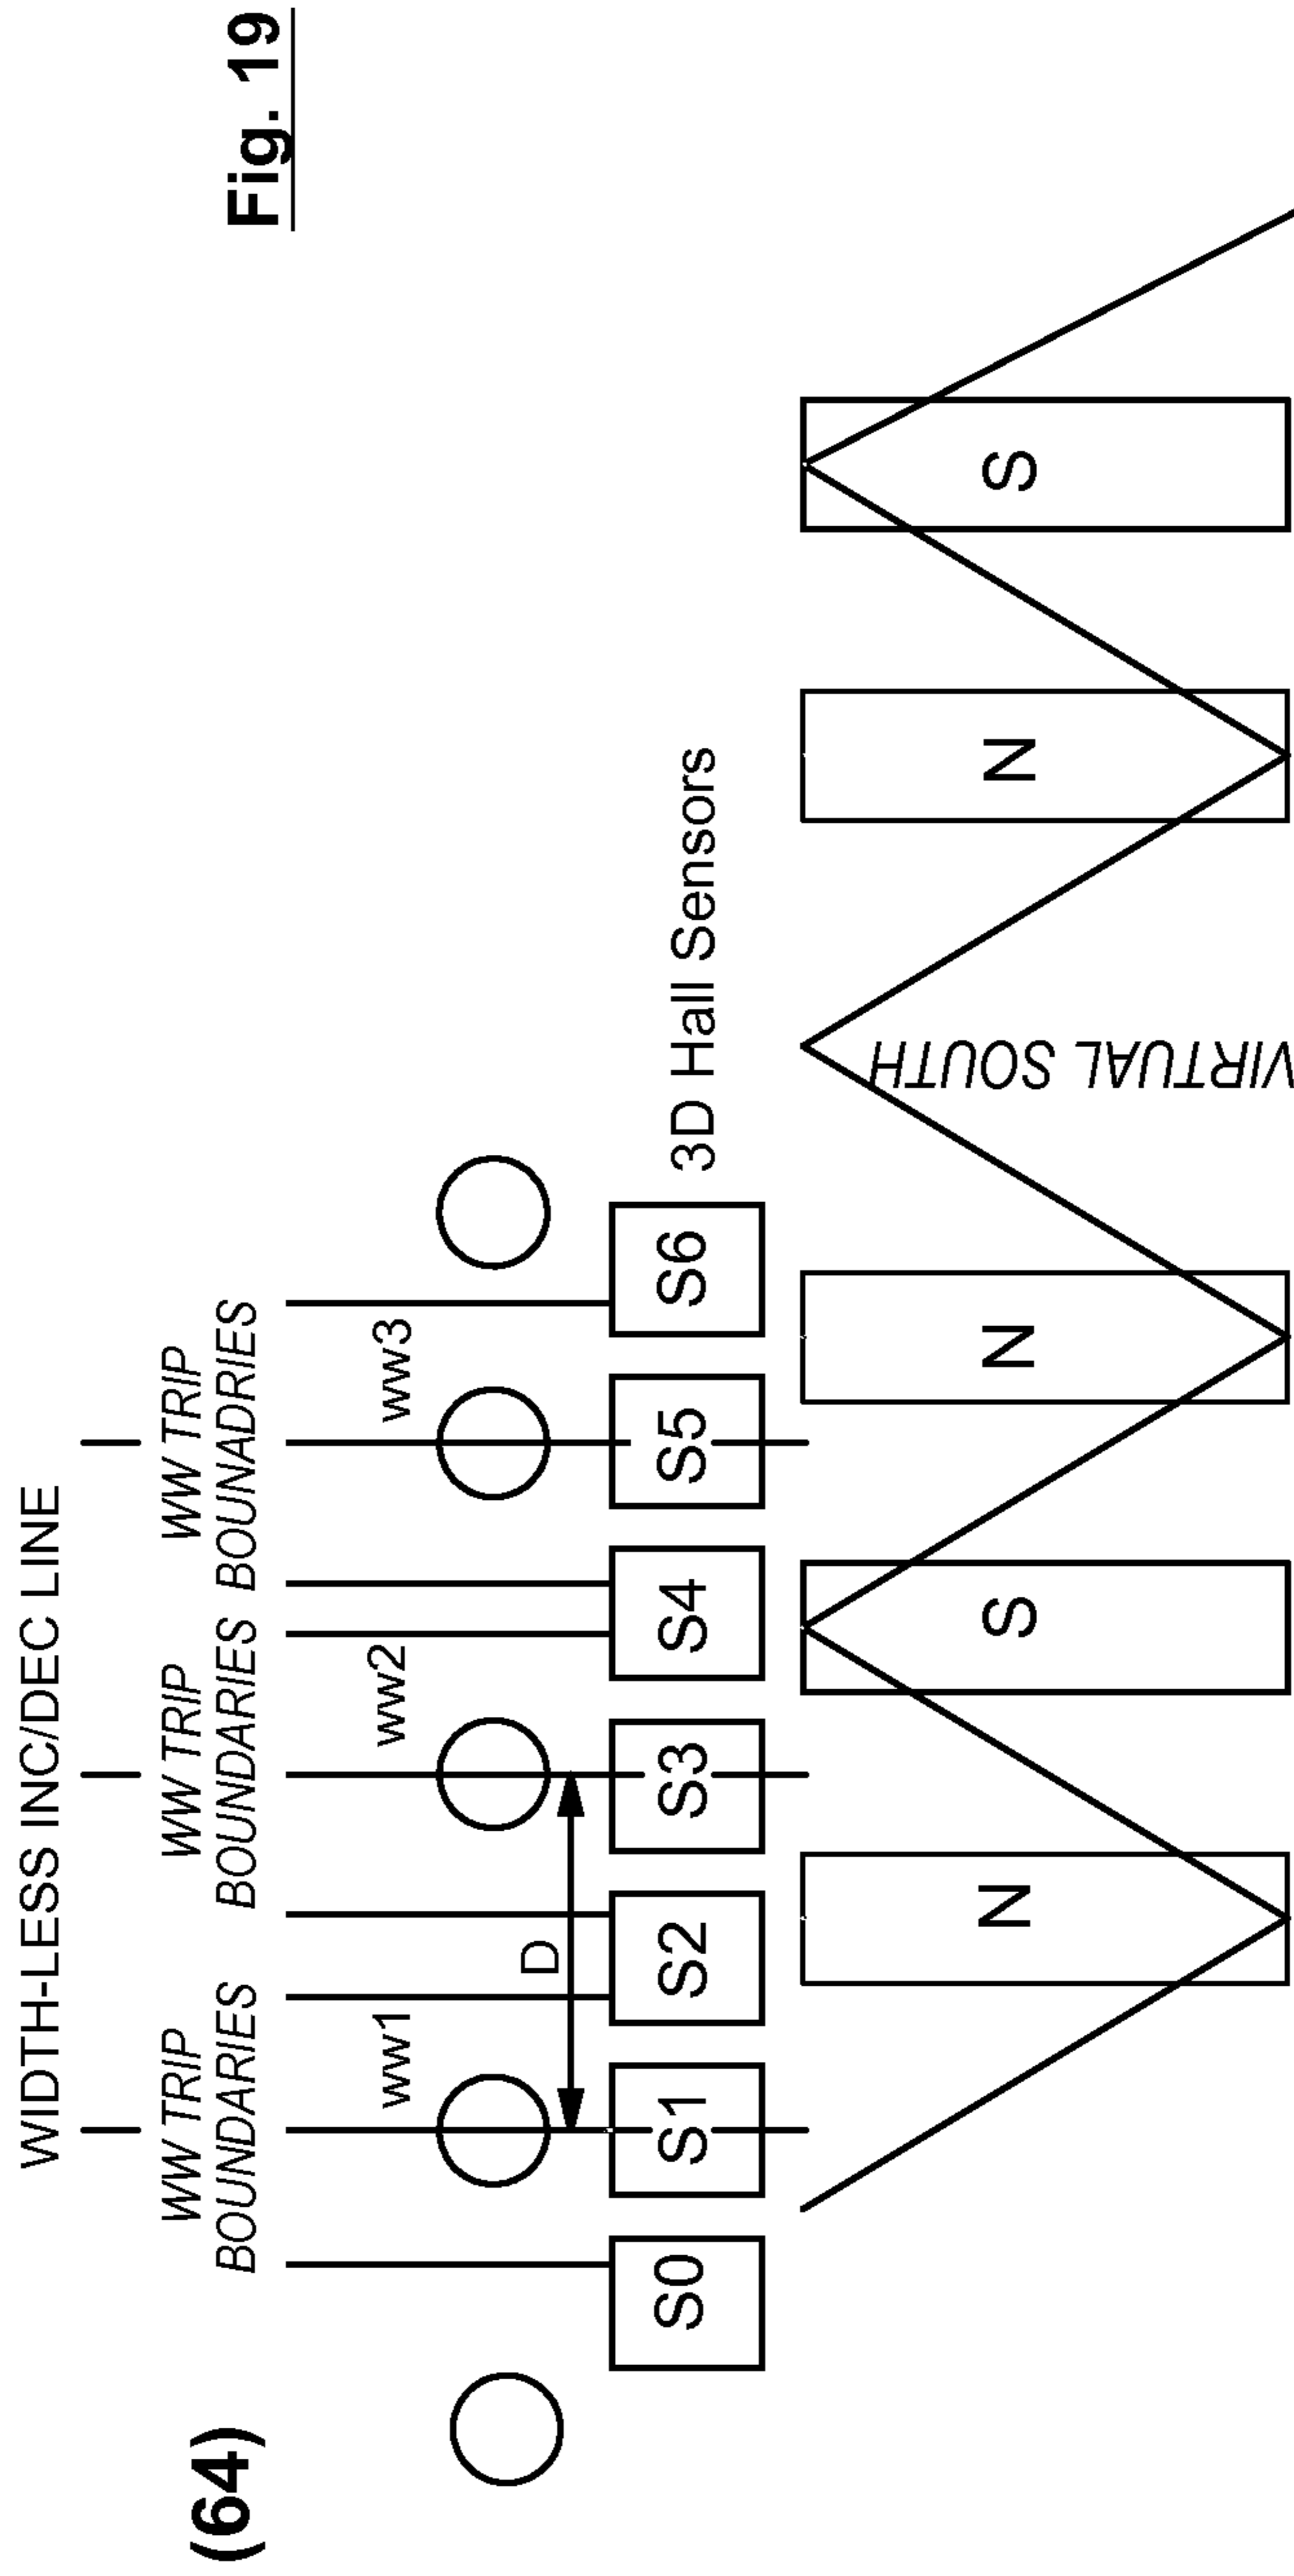 Fig. 19
(64)
WIDTH-LESS INC/DEC LINE
WW TRIP
BOUNDARIES
WW TRIP
BOUNDARIES
WW TRIP
BOUNADRIES
ww1
ww2
ww3
D
S0
S1
S2
S3
S4
S5
S6
3D Hall Sensors
N
S
N
VIRTUAL SOUTH
N
S